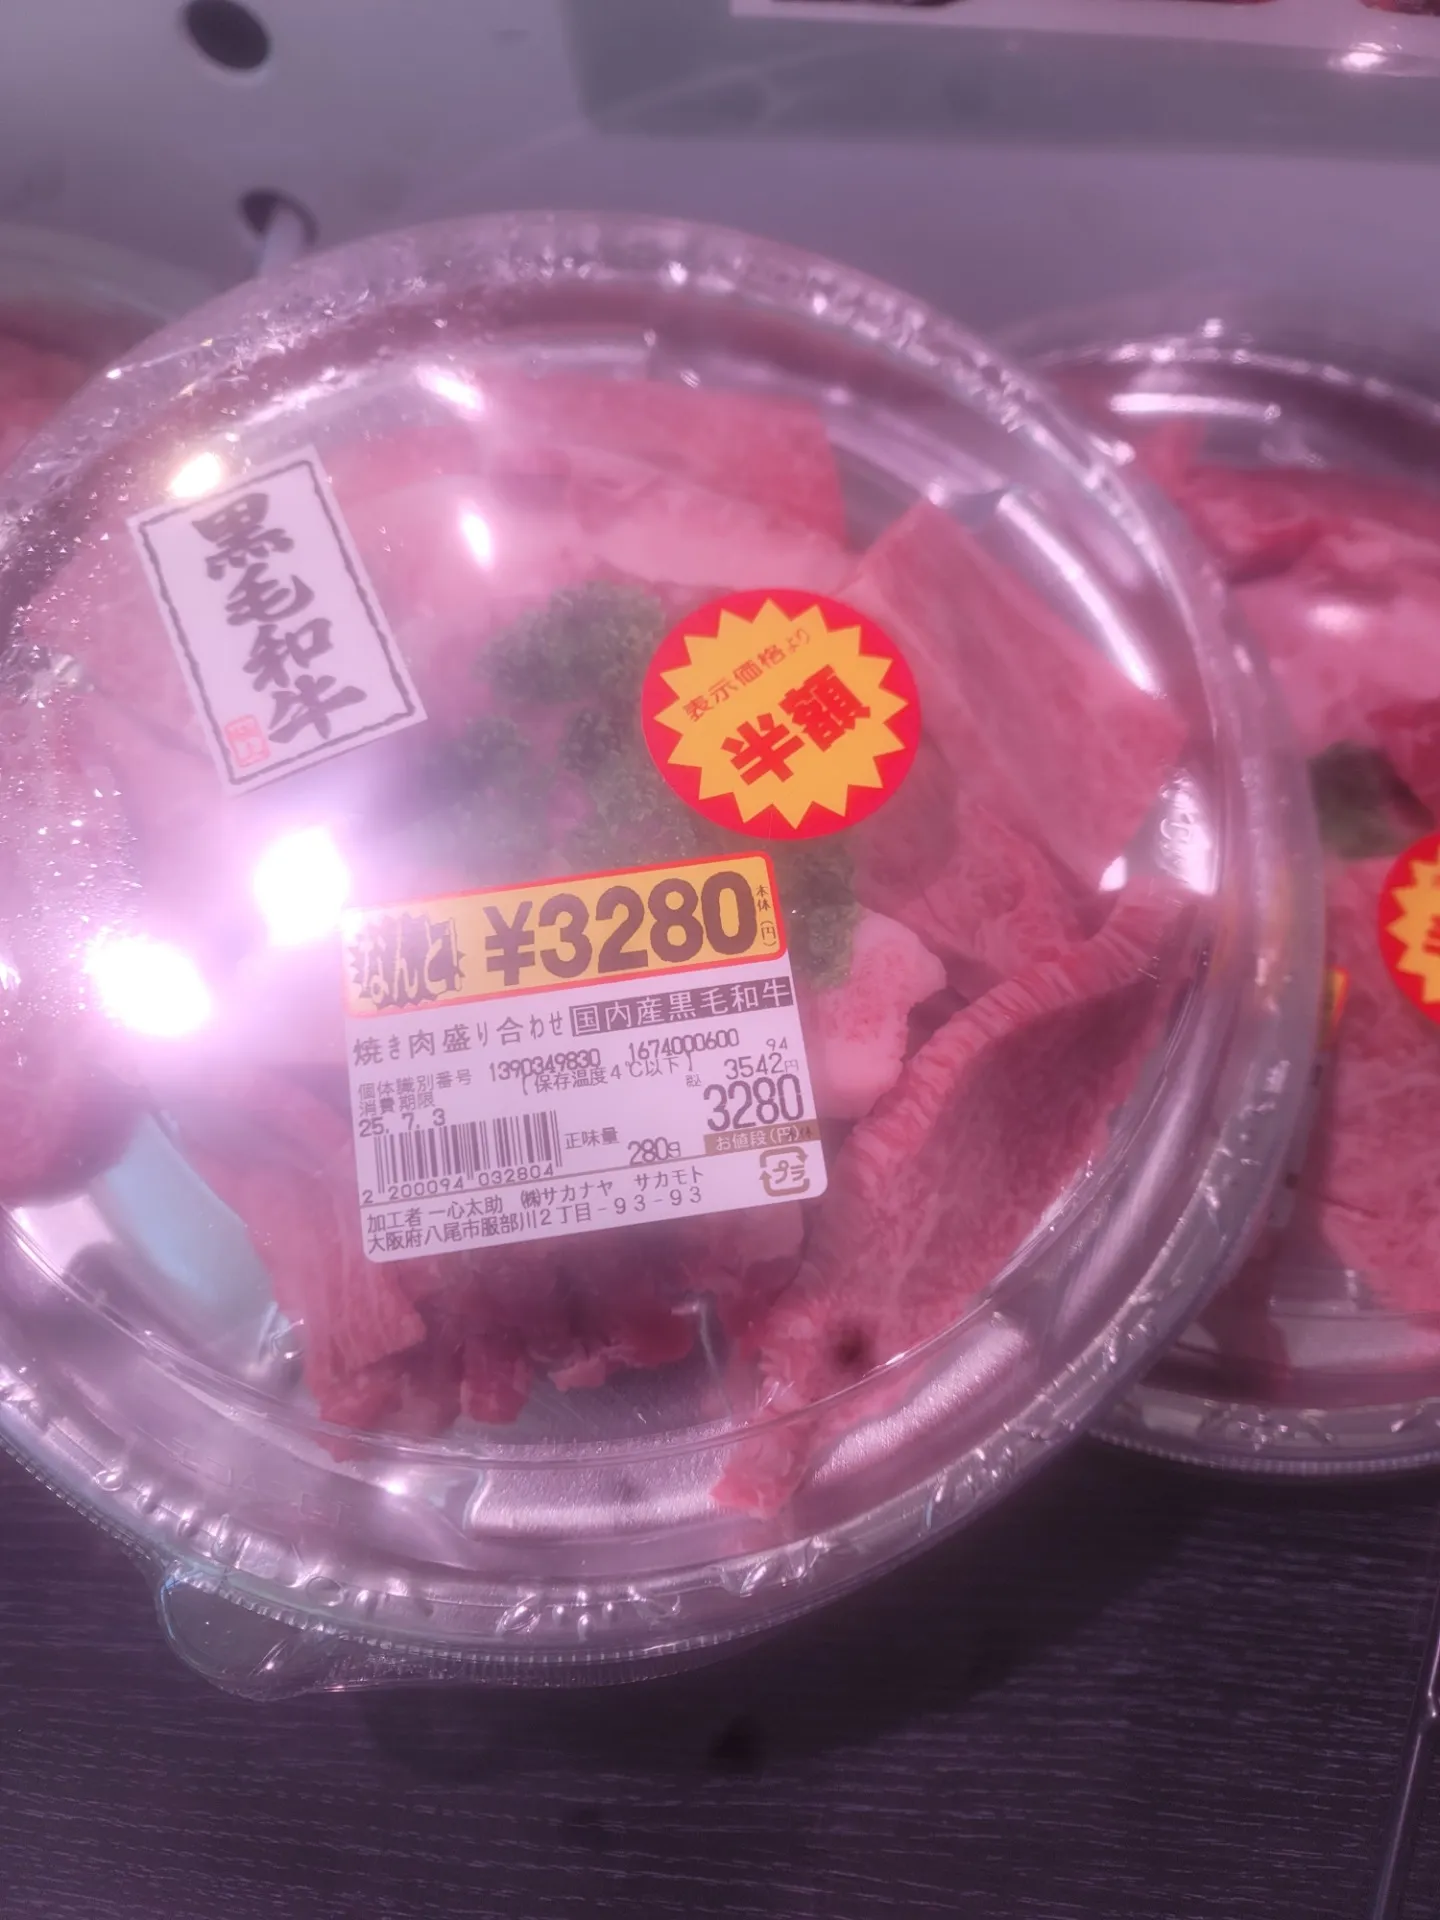 黒毛和牛
表示価格より
半額
なんと ¥3280 本体(円)
焼き肉盛り合わせ 国内産黒毛和牛
個体識別番号 1390349830 1674000600
消費期限 [保存温度4℃以下] 税込 3542.94円
25. 7. 3 3280
正味量 280g お値段(円)
2 200094 032804
プラ
加工者 一心太助 ㈱サカナヤ サカモト
大阪府八尾市服部川2丁目-93-93